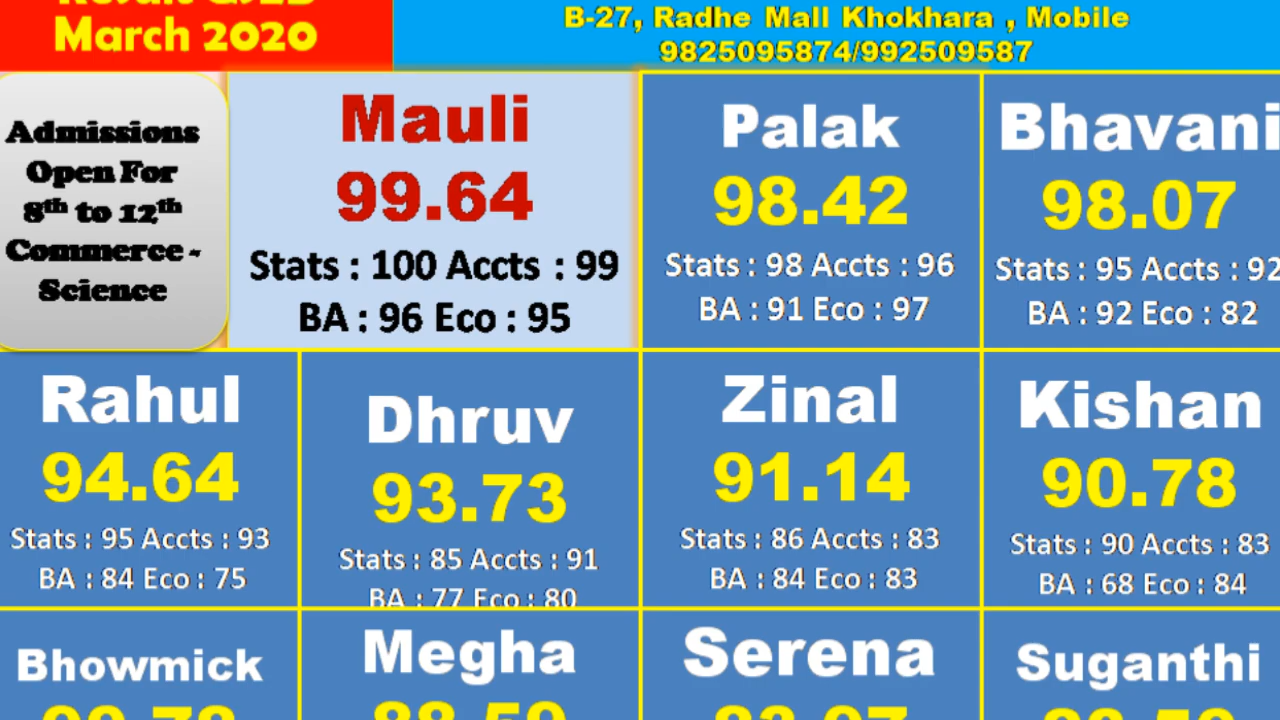 Result GSEB
March 2020
B-27, Radhe Mall Khokhara , Mobile
9825095874/992509587
Admissions
Open For
8th to 12th
Commerce -
Science
Mauli
99.64
Stats : 100 Accts : 99
BA : 96 Eco : 95
Palak
98.42
Stats : 98 Accts : 96
BA : 91 Eco : 97
Bhavani
98.07
Stats : 95 Accts : 92
BA : 92 Eco : 82
Rahul
94.64
Stats : 95 Accts : 93
BA : 84 Eco : 75
Dhruv
93.73
Stats : 85 Accts : 91
BA : 77 Eco : 80
Zinal
91.14
Stats : 86 Accts : 83
BA : 84 Eco : 83
Kishan
90.78
Stats : 90 Accts : 83
BA : 68 Eco : 84
Bhowmick
Megha
88.59
Serena
Suganthi